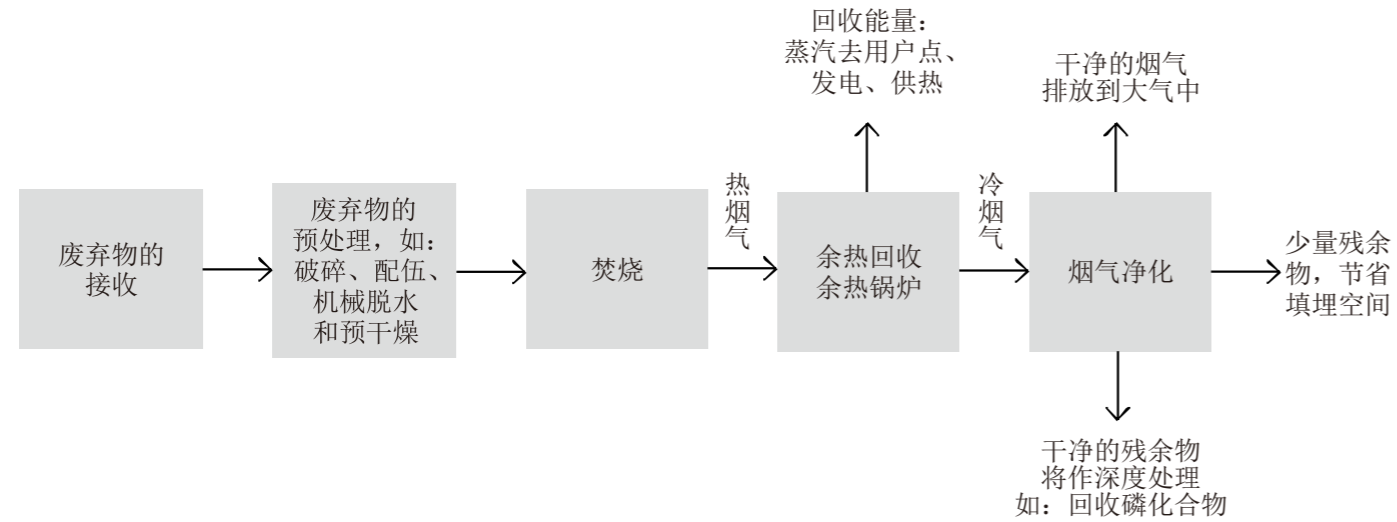 废弃物的
接收
废弃物的
预处理，如：
破碎、配伍、
机械脱水
和预干燥
焚烧
热烟气
余热回收
余热锅炉
回收能量：
蒸汽去用户点、
发电、供热
冷烟气
烟气净化
干净的烟气
排放到大气中
少量残余
物，节省
填埋空间
干净的残余物
将作深度处理
如：回收磷化合物